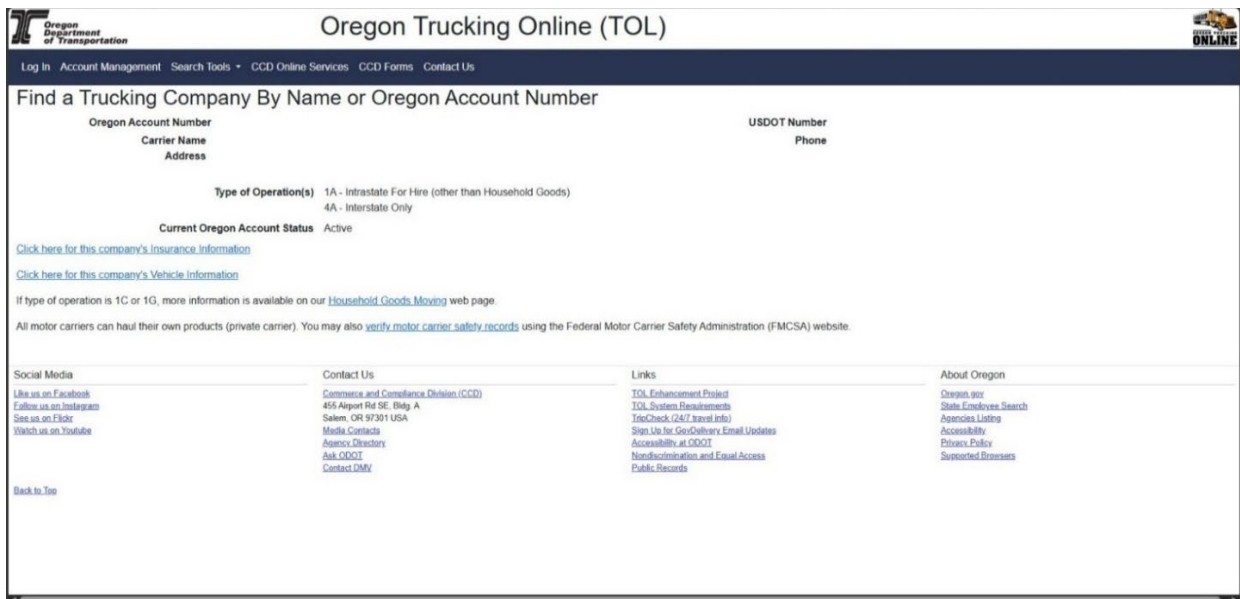 Oregon
Department
of Transportation
Oregon Trucking Online (TOL)
ONLINE
Log In Account Management Search Tools CCD Online Services CCD Forms Contact Us
Find a Trucking Company By Name or Oregon Account Number
Oregon Account Number USDOT Number
Carrier Name Phone
Address
Type of Operation(s) 1A - Intrastate For Hire (other than Household Goods)
4A - Interstate Only
Current Oregon Account Status Active
Click here for this company's Insurance Information
Click here for this company's Vehicle Information
If type of operation is 1C or 1G, more information is available on our Household Goods Moving web page.
All motor carriers can haul their own products (private carrier). You may also verify motor carrier safety records using the Federal Motor Carrier Safety Administration (FMCSA) website.
Social Media
Like us on Facebook
Follow us on Instagram
See us on Flickr
Watch us on Youtube
Contact Us
Commerce and Compliance Division (CCD)
455 Airport Rd SE, Bldg. A
Salem, OR 97301 USA
Media Contacts
Agency Directory
Ask ODOT
Contact DMV
Links
TOL Enhancement Project
TOL System Requirements
TripCheck (24/7 travel info)
Sign Up for GovDelivery Email Updates
Accessibility at ODOT
Nondiscrimination and Equal Access
Public Records
About Oregon
Oregon.gov
State Employee Search
Agencies Listing
Accessibility
Privacy Policy
Supported Browsers
Back to Top